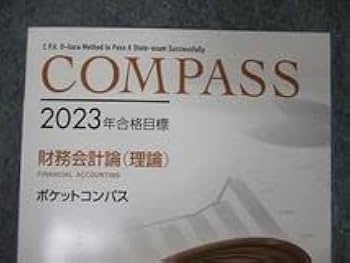 C.P.A. O-hara Method to Pass A State-exam Successfully
COMPASS
2023年合格目標
財務会計論(理論)
FINANCIAL ACCOUNTING
ポケットコンパス